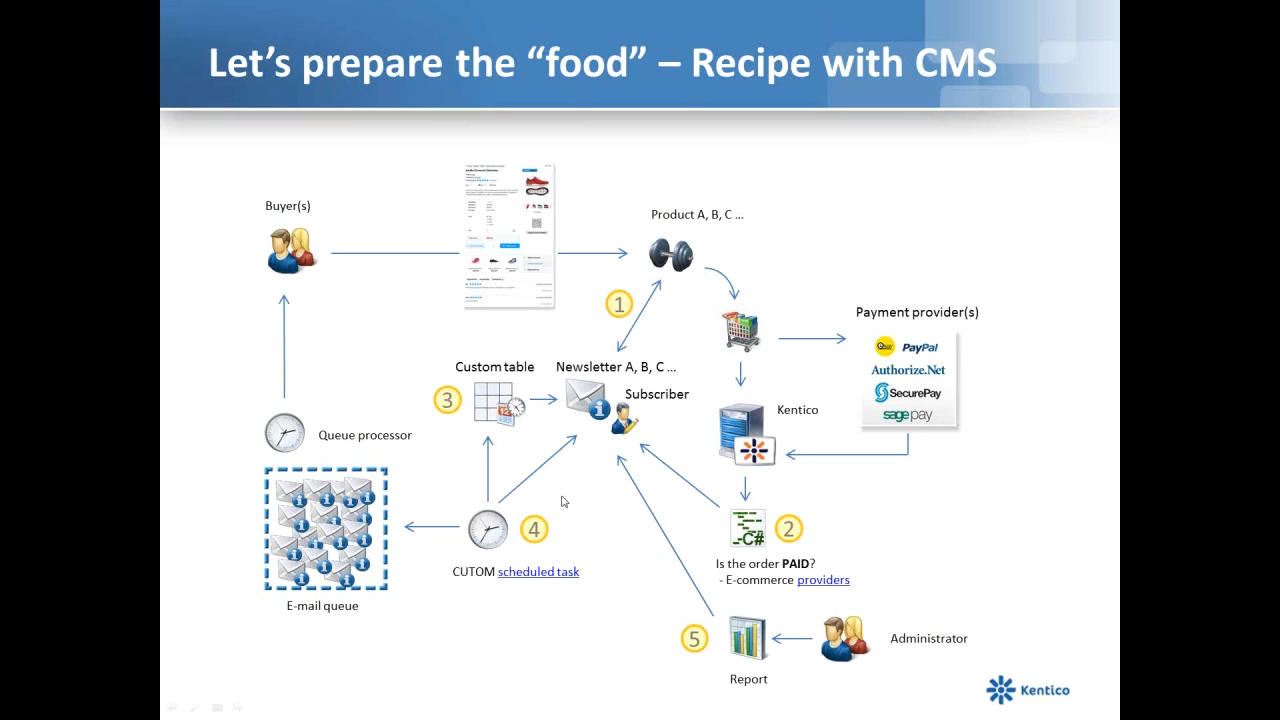 Let's prepare the “food” – Recipe with CMS
Buyer(s)
Product A, B, C ...
1
Payment provider(s)
PayPal
Authorize.Net
SecurePay
sage pay
Custom table
Newsletter A, B, C ...
3
Subscriber
Kentico
Queue processor
4
2
C#
CUTOM scheduled task
Is the order PAID?
- E-commerce providers
E-mail queue
5
Administrator
Report
Kentico